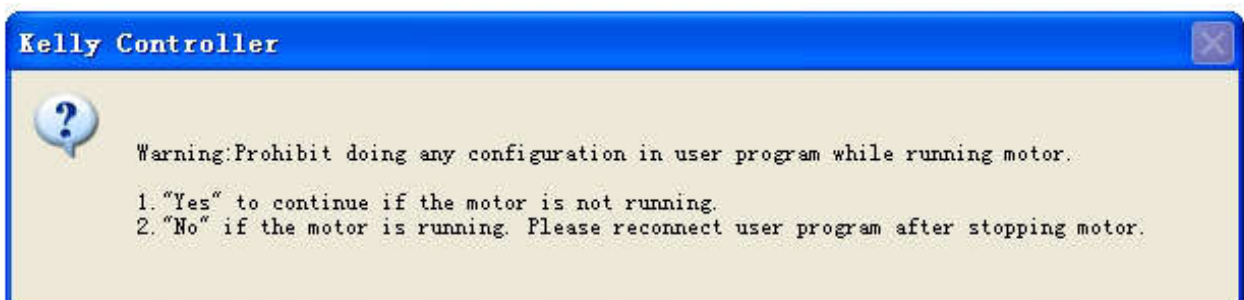 Kelly Controller
?
Warning:Prohibit doing any configuration in user program while running motor.
1."Yes" to continue if the motor is not running.
2."No" if the motor is running. Please reconnect user program after stopping motor.